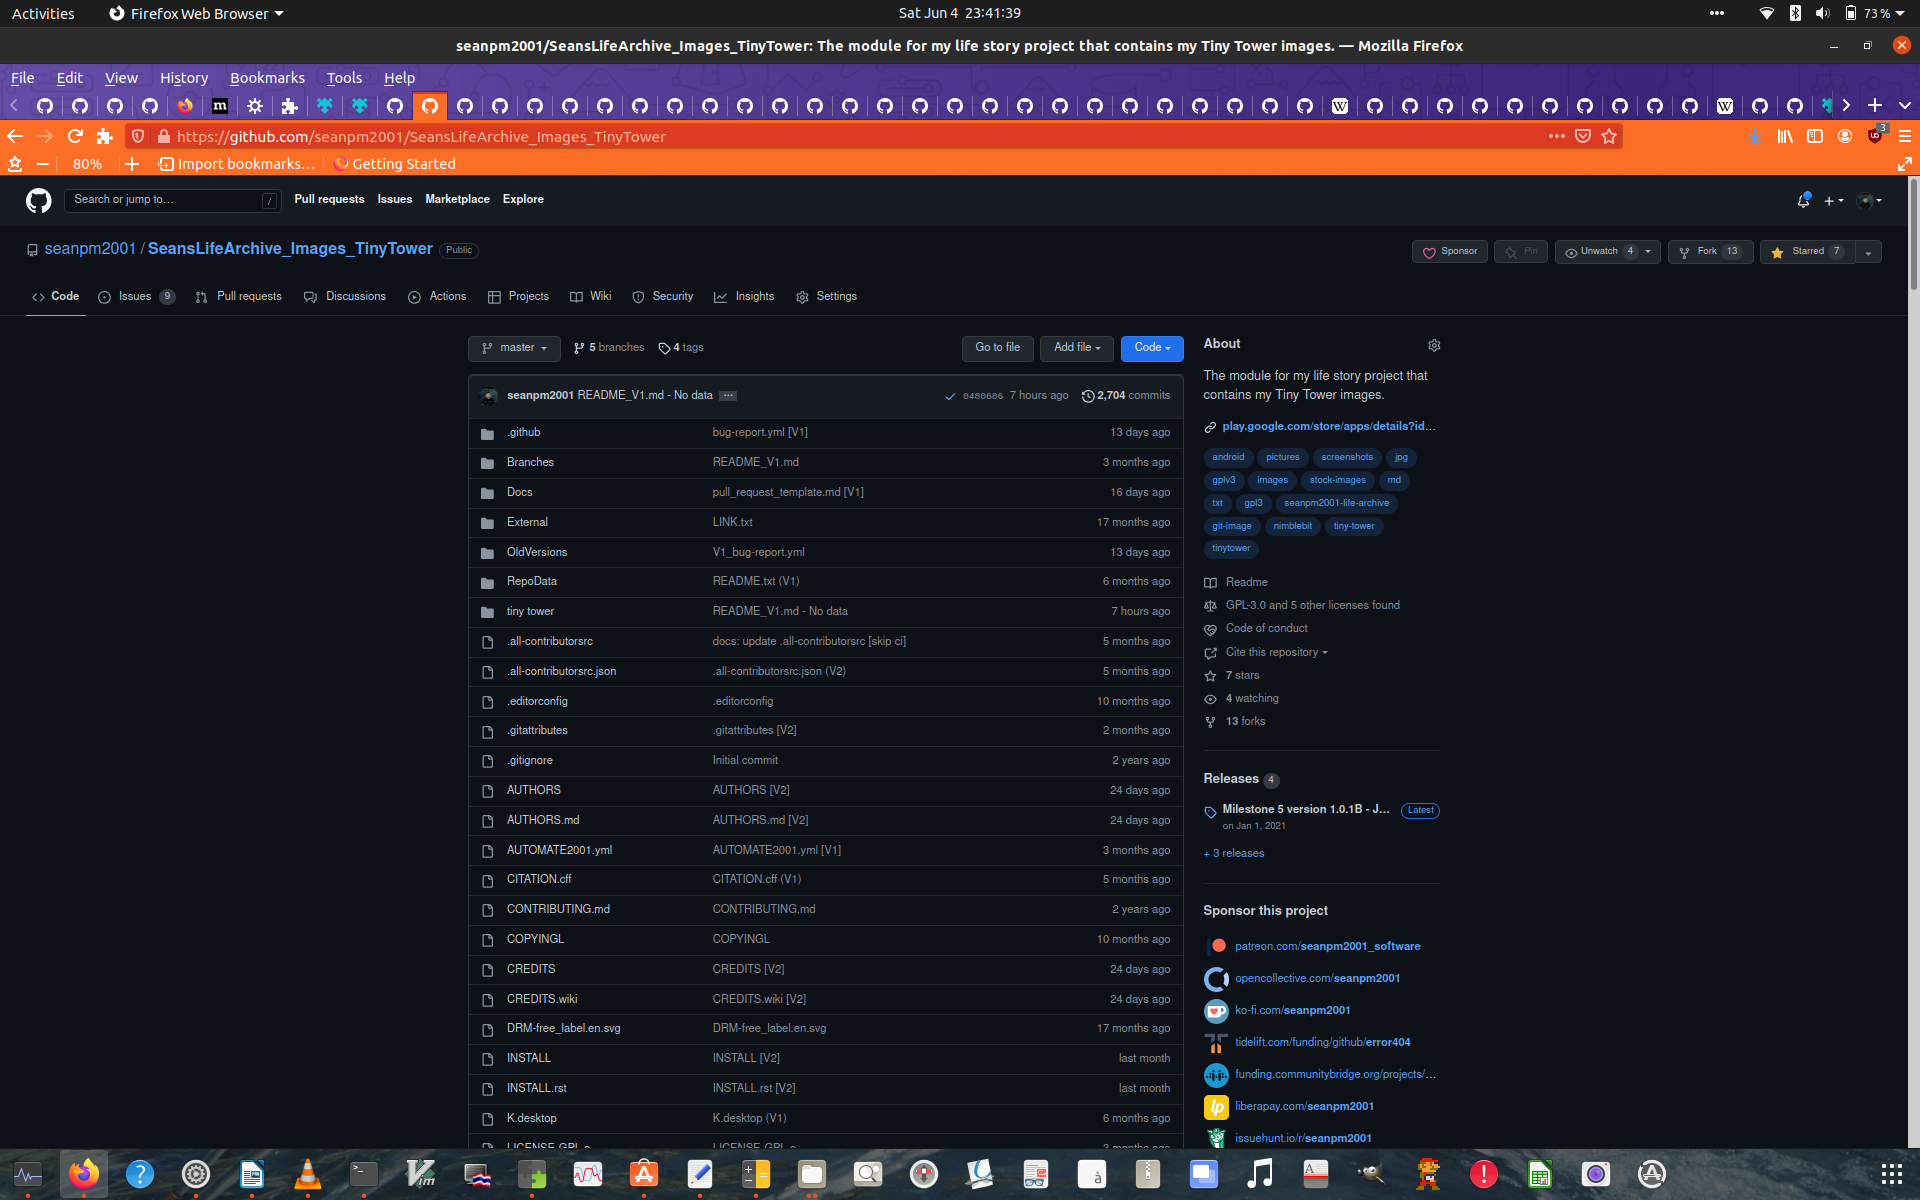 Activities
Firefox Web Browser
Sat Jun 4 23:41:39
73 %
seanpm2001/SeansLifeArchive_Images_TinyTower: The module for my life story project that contains my Tiny Tower images. — Mozilla Firefox
File Edit View History Bookmarks Tools Help
https://github.com/seanpm2001/SeansLifeArchive_Images_TinyTower
3
80%
Import bookmarks…
Getting Started
Search or jump to…
/
Pull requests Issues Marketplace Explore
seanpm2001 / SeansLifeArchive_Images_TinyTower Public
Sponsor Pin Unwatch 4 Fork 13 Starred 7
Code Issues 9 Pull requests Discussions Actions Projects Wiki Security Insights Settings
master 5 branches 4 tags Go to file Add file Code
seanpm2001 README_V1.md - No data ... 0480686 7 hours ago 2,704 commits
.github bug-report.yml [V1] 13 days ago
Branches README_V1.md 3 months ago
Docs pull_request_template.md [V1] 16 days ago
External LINK.txt 17 months ago
OldVersions V1_bug-report.yml 13 days ago
RepoData README.txt (V1) 6 months ago
tiny tower README_V1.md - No data 7 hours ago
.all-contributorsrc docs: update .all-contributorsrc [skip ci] 5 months ago
.all-contributorsrc.json .all-contributorsrc.json (V2) 5 months ago
.editorconfig .editorconfig 10 months ago
.gitattributes .gitattributes [V2] 2 months ago
.gitignore Initial commit 2 years ago
AUTHORS AUTHORS [V2] 24 days ago
AUTHORS.md AUTHORS.md [V2] 24 days ago
AUTOMATE2001.yml AUTOMATE2001.yml [V1] 3 months ago
CITATION.cff CITATION.cff (V1) 5 months ago
CONTRIBUTING.md CONTRIBUTING.md 2 years ago
COPYINGL COPYINGL 10 months ago
CREDITS CREDITS [V2] 24 days ago
CREDITS.wiki CREDITS.wiki [V2] 24 days ago
DRM-free_label.en.svg DRM-free_label.en.svg 17 months ago
INSTALL INSTALL [V2] last month
INSTALL.rst INSTALL.rst [V2] last month
K.desktop K.desktop (V1) 6 months ago
About
The module for my life story project that
contains my Tiny Tower images.
play.google.com/store/apps/details?id…
android pictures screenshots jpg
gplv3 images stock-images md
txt gpl3 seanpm2001-life-archive
git-image nimblebit tiny-tower
tinytower
Readme
GPL-3.0 and 5 other licenses found
Code of conduct
Cite this repository
7 stars
4 watching
13 forks
Releases 4
Milestone 5 version 1.0.1B - J… Latest
on Jan 1, 2021
+ 3 releases
Sponsor this project
patreon.com/seanpm2001_software
opencollective.com/seanpm2001
ko-fi.com/seanpm2001
tidelift.com/funding/github/error404
funding.communitybridge.org/projects/…
liberapay.com/seanpm2001
issuehunt.io/r/seanpm2001